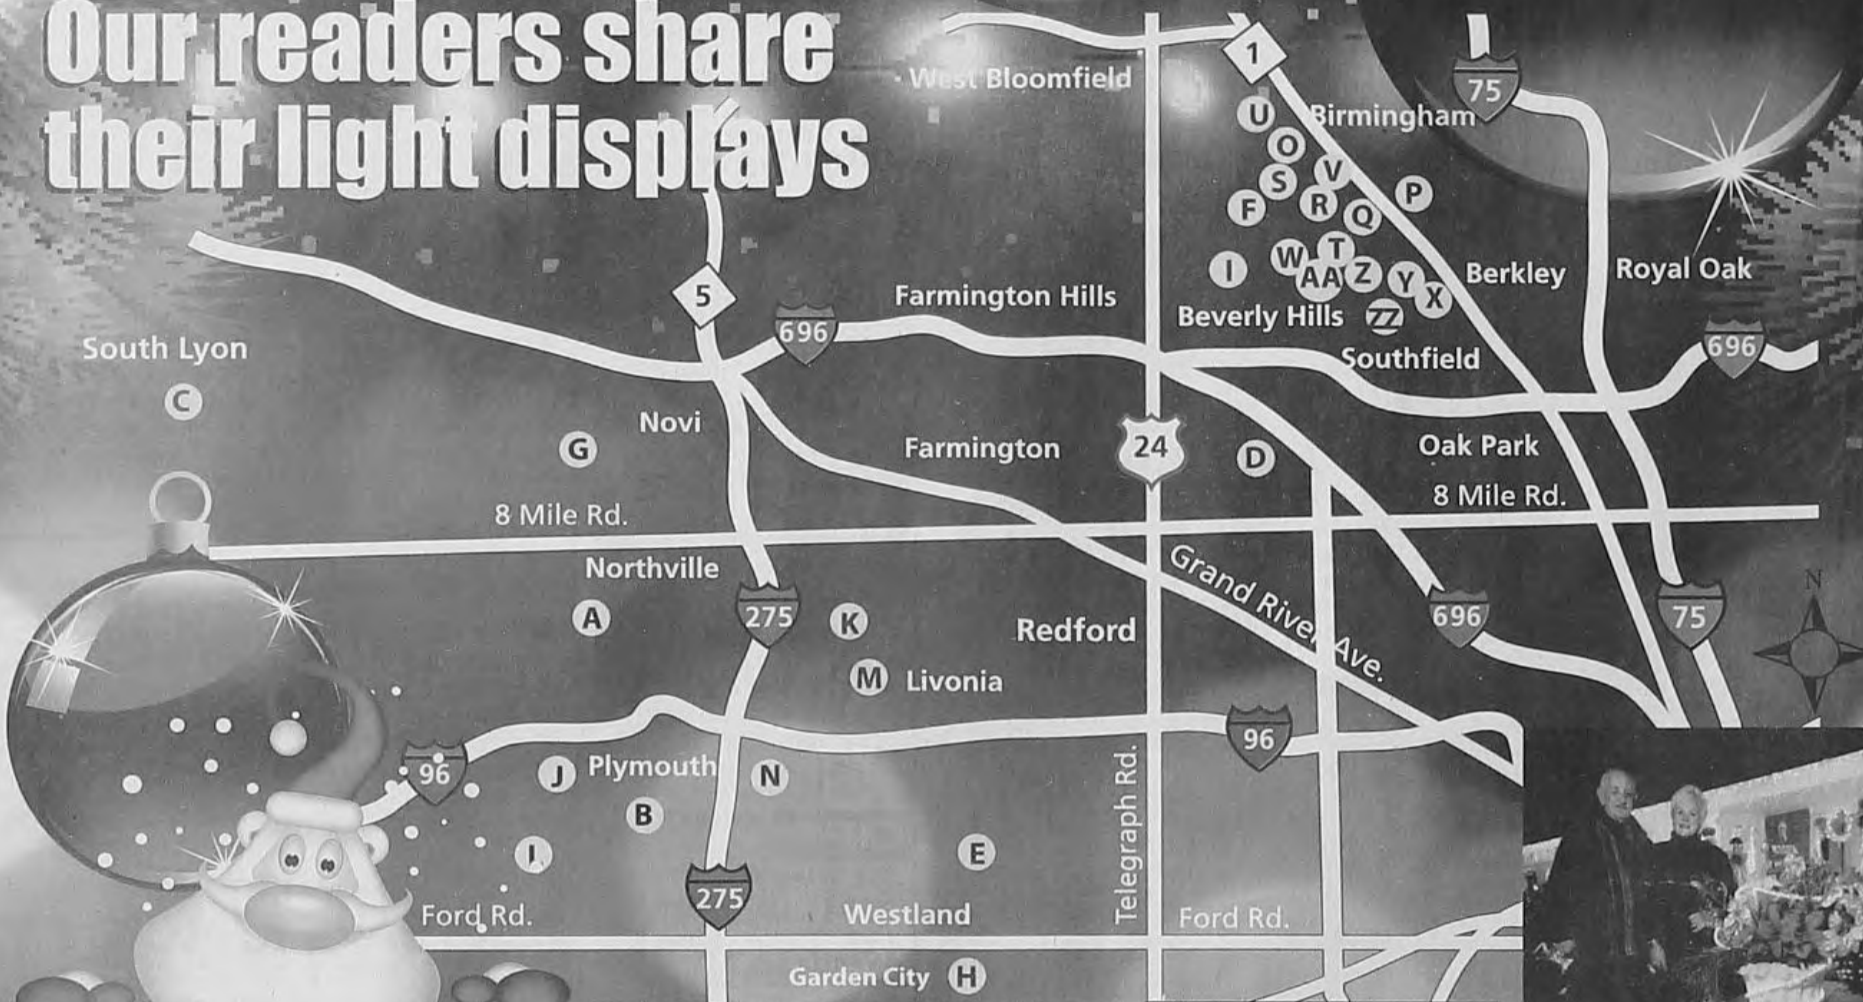 Our readers share
their light displays
West Bloomfield
1
75
U
Birmingham
O
V
S
P
F
R
Q
T
W
I
AA
Z
Y
X
Berkley
Royal Oak
5
696
Farmington Hills
Beverly Hills
ZZ
Southfield
696
South Lyon
C
Novi
G
Farmington
24
D
Oak Park
8 Mile Rd.
8 Mile Rd.
Northville
Grand River Ave.
N
A
275
K
Redford
696
75
M
Livonia
96
96
J
Plymouth
N
B
Telegraph Rd.
E
275
Ford Rd.
Westland
Ford Rd.
Garden City
H